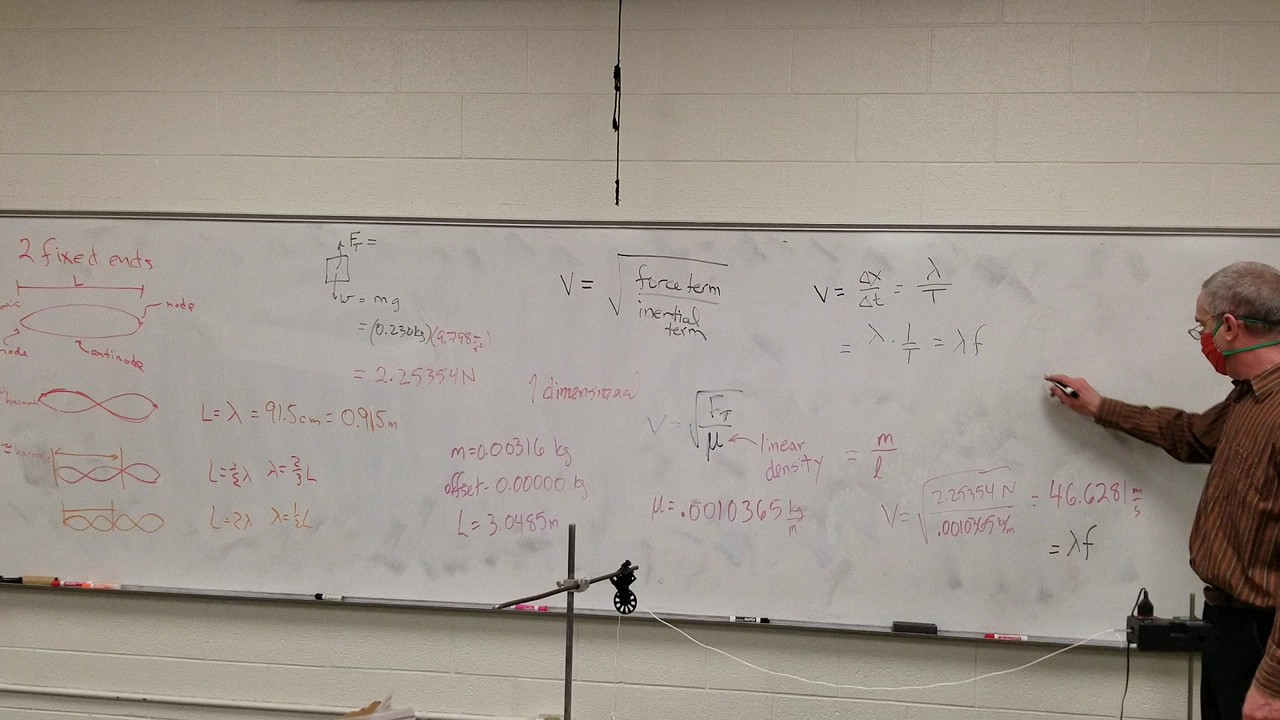 2 fixed ends
L
node
node
antinode
L = λ = 91.5cm = 0.915m
L = 3/2 λ λ = 2/3 L
L = 2λ λ = 1/2 L
F_T =
w = mg
= (0.230kg)(9.798 m/s²)
= 2.25354N
V = √(force term / inertial term)
V = Δx/Δt = λ/T
= λ · 1/T = λf
1 dimensional
V = √(F_T / μ)
linear density = m/l
m = 0.00316 kg
offset - 0.00000 kg
L = 3.0485m
μ = .0010365 kg/m
V = √(2.25354 N / .0010365 kg/m) = 46.6281 m/s
= λf